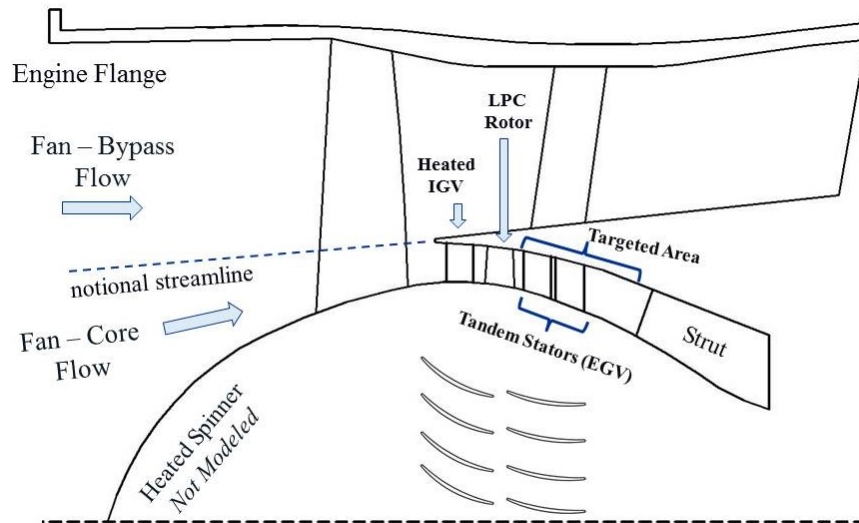 Engine Flange
Fan – Bypass
Flow
LPC
Rotor
Heated
IGV
Targeted Area
notional streamline
Fan – Core
Flow
Tandem Stators (EGV)
Strut
Heated Spinner
Not Modeled